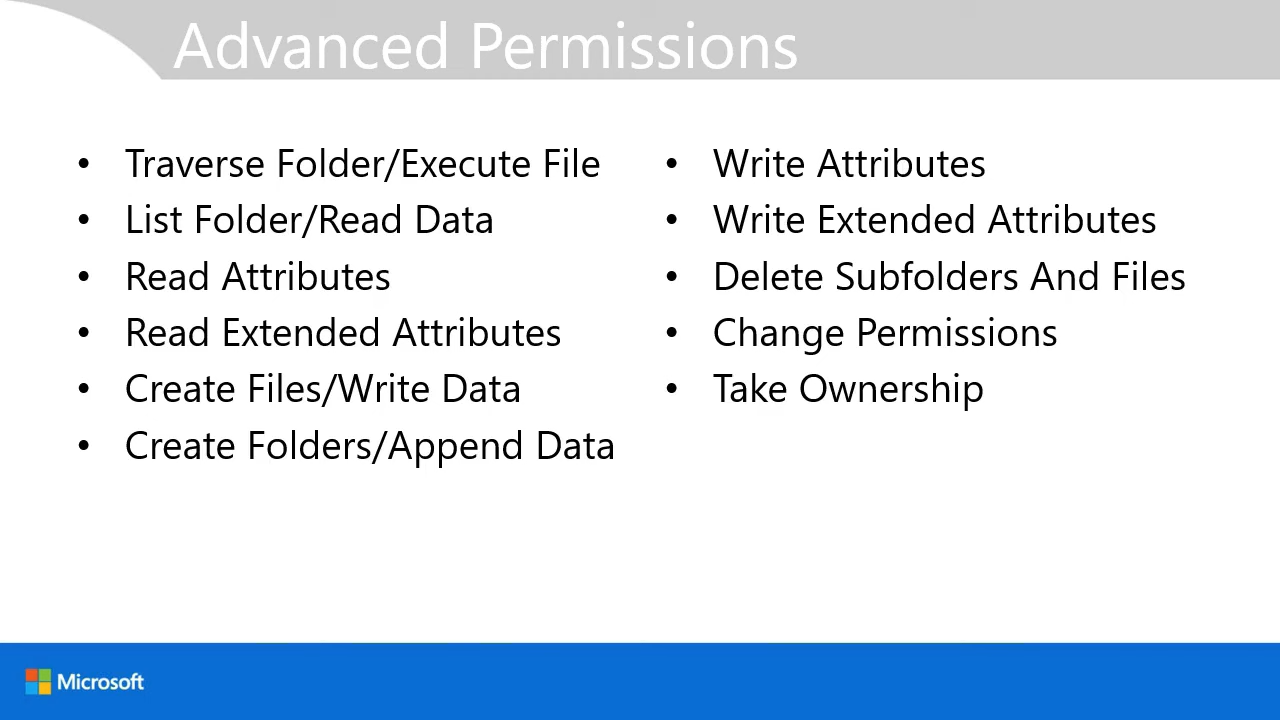 Advanced Permissions
• Traverse Folder/Execute File
• List Folder/Read Data
• Read Attributes
• Read Extended Attributes
• Create Files/Write Data
• Create Folders/Append Data
• Write Attributes
• Write Extended Attributes
• Delete Subfolders And Files
• Change Permissions
• Take Ownership
Microsoft